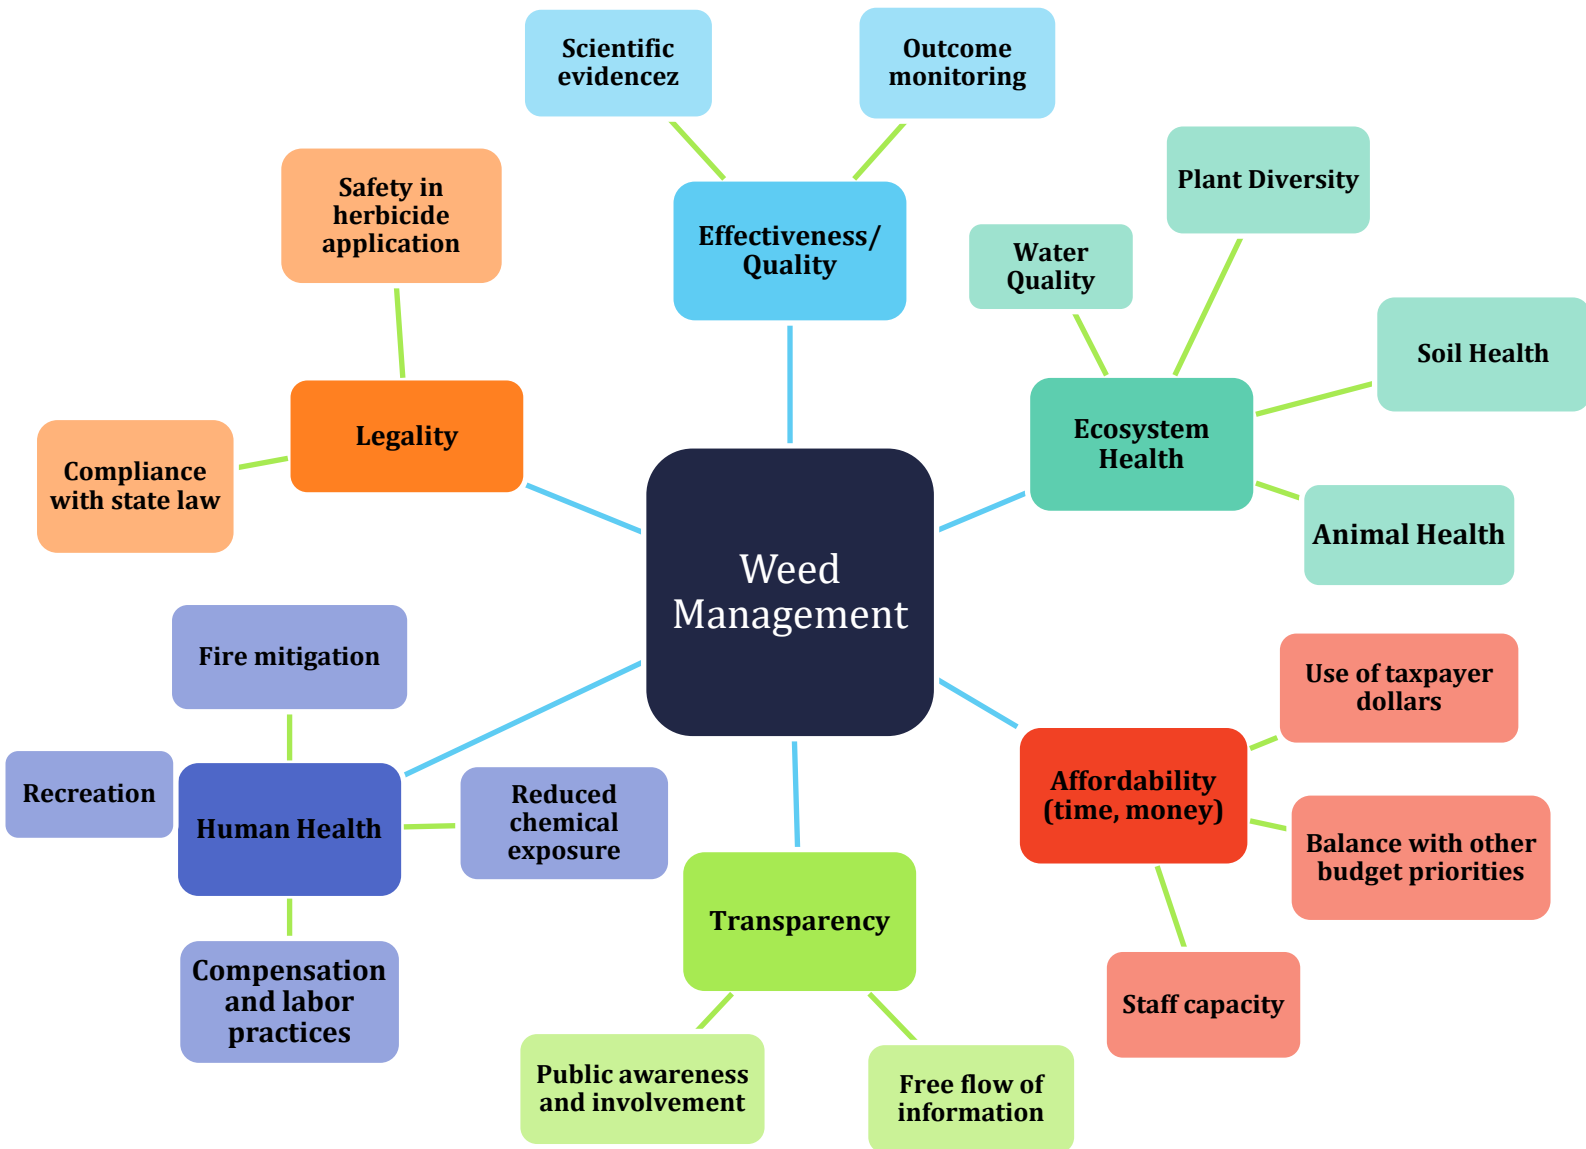 Scientific
evidencez
Outcome
monitoring
Safety in
herbicide
application
Effectiveness/
Quality
Plant Diversity
Water
Quality
Soil Health
Legality
Ecosystem
Health
Compliance
with state law
Animal Health
Weed
Management
Fire mitigation
Use of taxpayer
dollars
Recreation
Human Health
Reduced
chemical
exposure
Affordability
(time, money)
Balance with other
budget priorities
Transparency
Compensation
and labor
practices
Staff capacity
Public awareness
and involvement
Free flow of
information